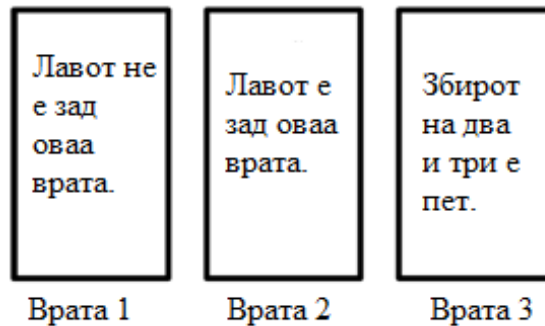 Лавот не
е зад
оваа
врата.
Лавот е
зад оваа
врата.
Збирот
на два
и три е
пет.
Врата 1
Врата 2
Врата 3